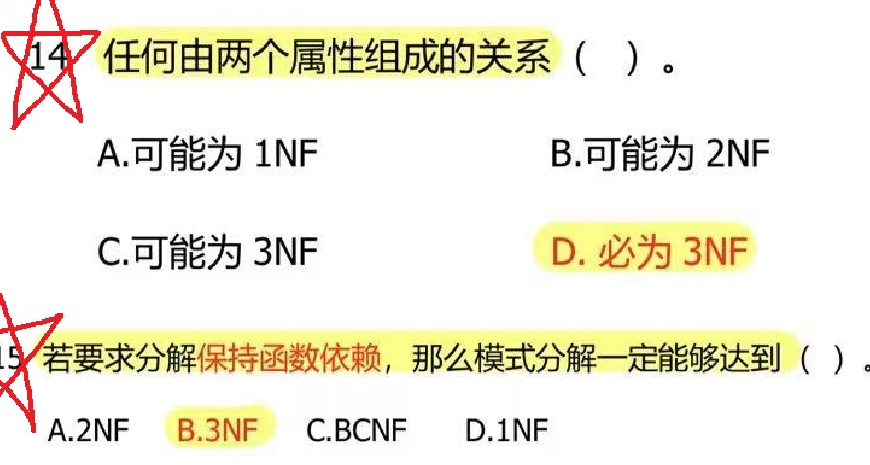 14 任何由两个属性组成的关系（ ）。
A.可能为 1NF B.可能为 2NF
C.可能为 3NF D. 必为 3NF
15 若要求分解保持函数依赖，那么模式分解一定能够达到（ ）。
A.2NF B.3NF C.BCNF D.1NF